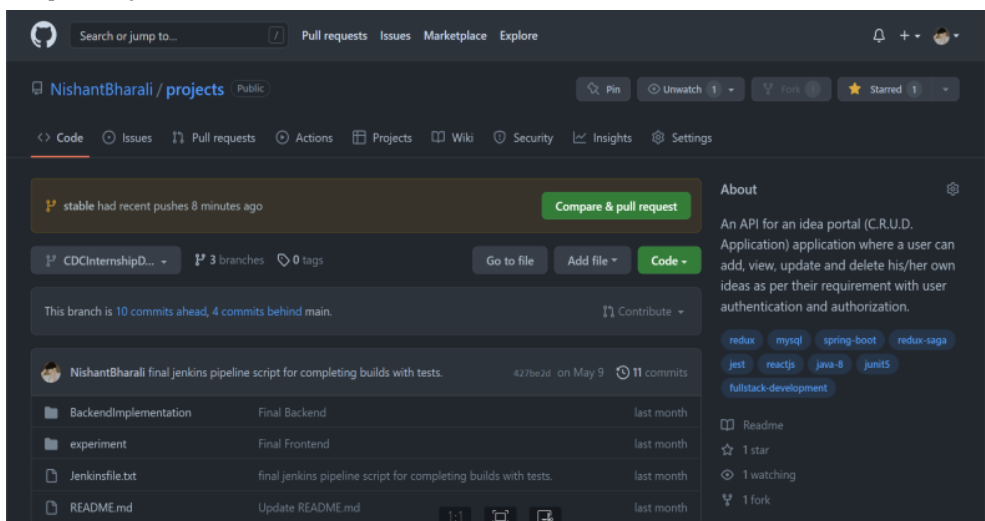 Search or jump to... / Pull requests Issues Marketplace Explore
NishantBharali / projects Public Pin Unwatch 1 Fork 1 Starred 1
Code Issues Pull requests Actions Projects Wiki Security Insights Settings
stable had recent pushes 8 minutes ago Compare & pull request
CDCInternshipD... 3 branches 0 tags Go to file Add file Code
This branch is 10 commits ahead, 4 commits behind main. Contribute
NishantBharali final jenkins pipeline script for completing builds with tests. 427be2d on May 9 11 commits
BackendImplementation Final Backend last month
experiment Final Frontend last month
Jenkinsfile.txt final jenkins pipeline script for completing builds with tests. last month
README.md Update README.md last month
1:1
About
An API for an idea portal (C.R.U.D.
Application) application where a user can
add, view, update and delete his/her own
ideas as per their requirement with user
authentication and authorization.
redux mysql spring-boot redux-saga
jest reactjs java-8 junit5
fullstack-development
Readme
1 star
1 watching
1 fork